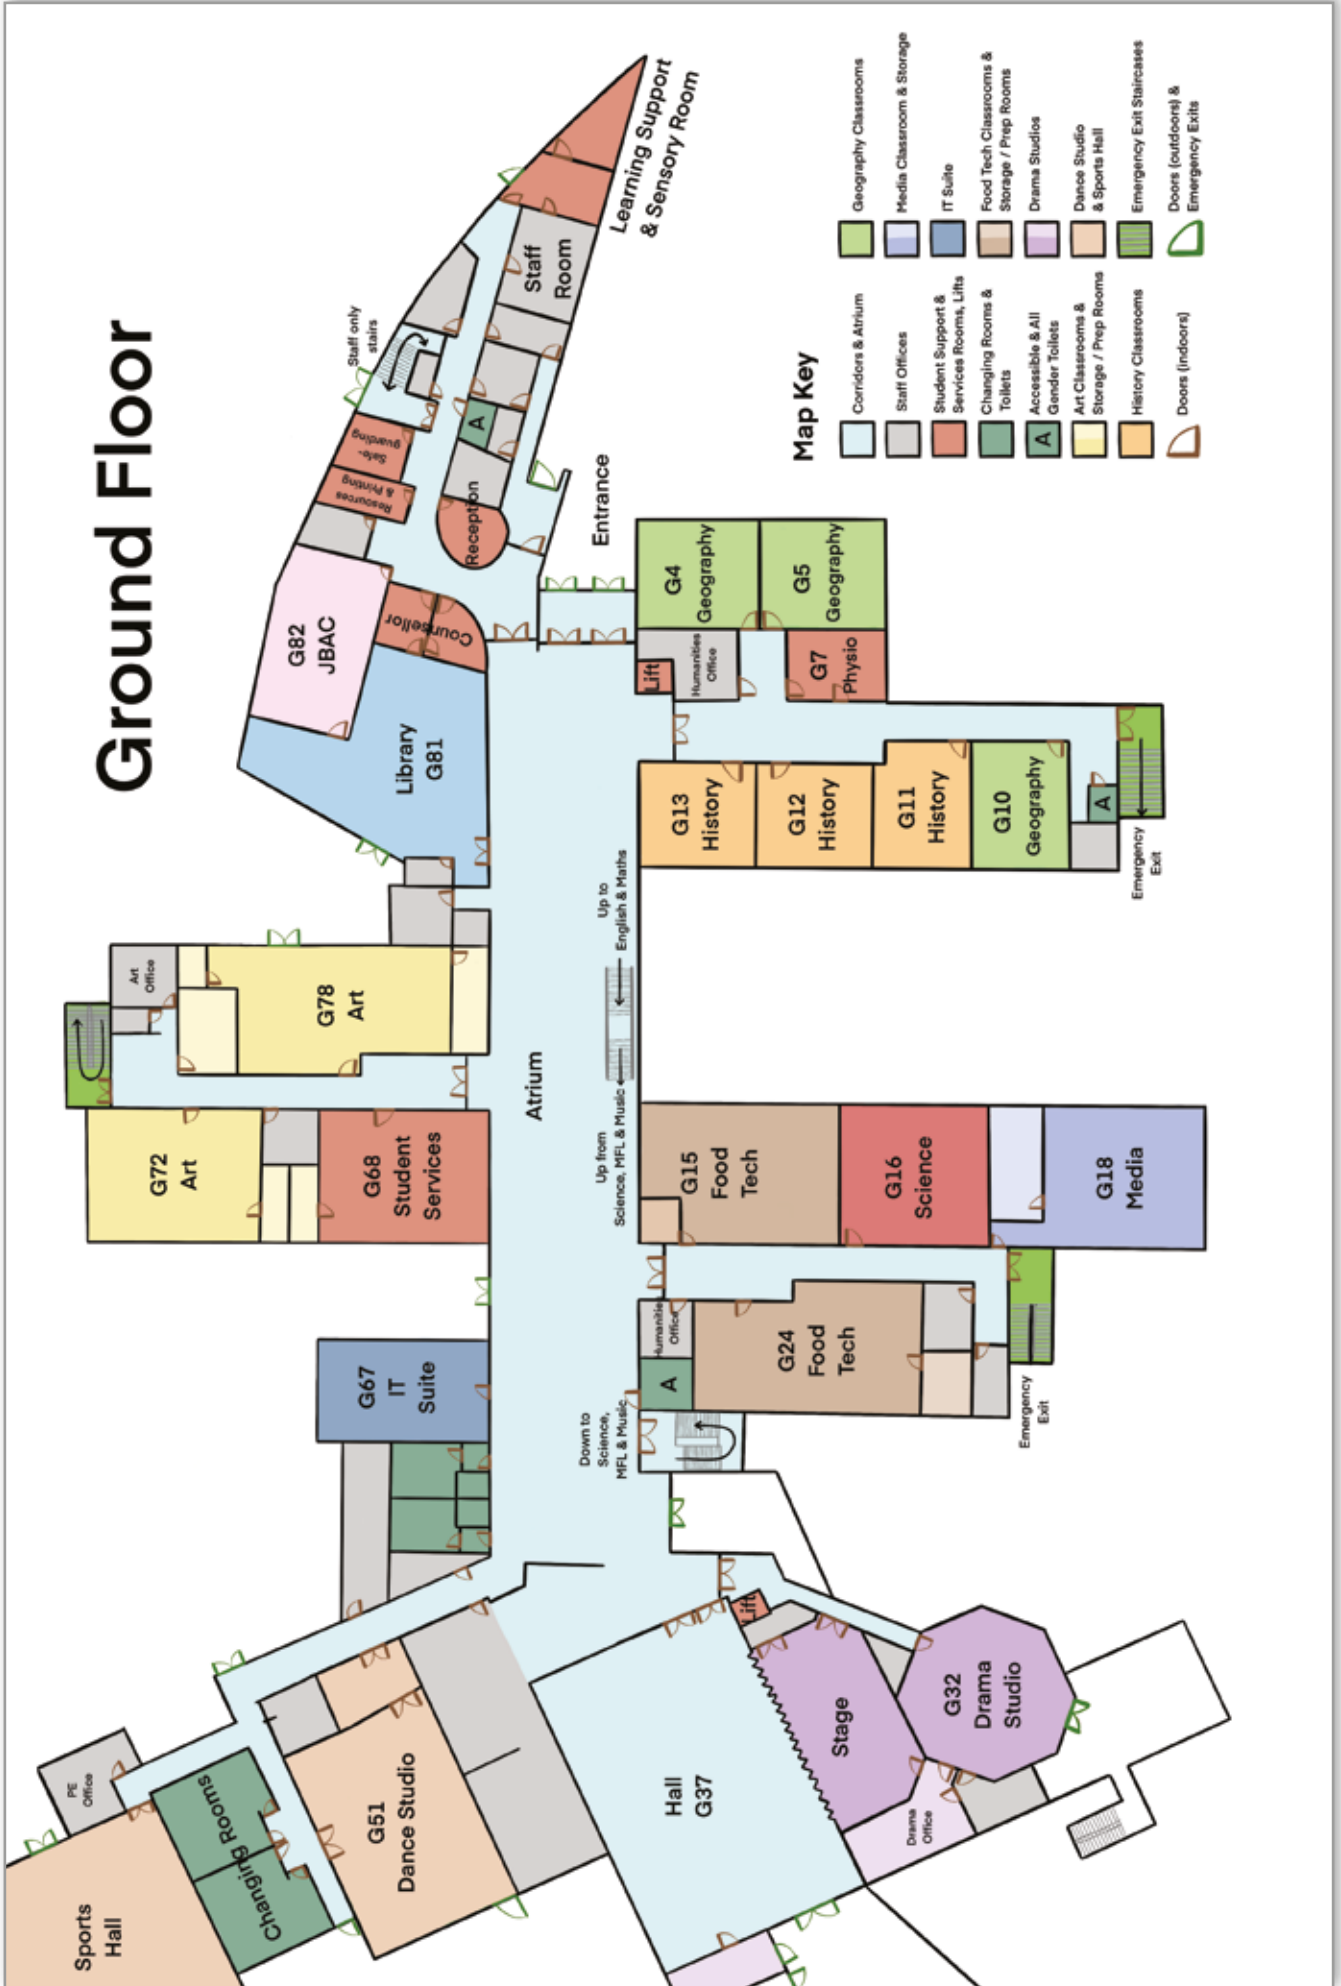 Ground Floor
Learning Support
& Sensory Room
Staff
Room
Staff only
stairs
A
Safe-
guarding
Resources
& Printing
Reception
Entrance
Counsellor
G82
JBAC
Library
G81
G4
Geography
G5
Geography
Lift
Humanities
Office
G7
Physio
G13
History
G12
History
G11
History
G10
Geography
A
Emergency
Exit
Up to
English & Maths
Up from
Science, MFL & Music
Atrium
Art
Office
G78
Art
G72
Art
G68
Student
Services
G15
Food
Tech
G16
Science
G18
Media
Humanities
Office
A
G24
Food
Tech
Emergency
Exit
G67
IT
Suite
Down to
Science,
MFL & Music
Lift
Stage
G32
Drama
Studio
Drama
Office
Hall
G37
G51
Dance Studio
Changing Rooms
PE
Office
Sports
Hall
Map Key
Corridors & Atrium
Staff Offices
Student Support &
Services Rooms, Lifts
Changing Rooms &
Toilets
A
Accessible & All
Gender Toilets
Art Classrooms &
Storage / Prep Rooms
History Classrooms
Doors (indoors)
Geography Classrooms
Media Classroom & Storage
IT Suite
Food Tech Classrooms &
Storage / Prep Rooms
Drama Studios
Dance Studio
& Sports Hall
Emergency Exit Staircases
Doors (outdoors) &
Emergency Exits